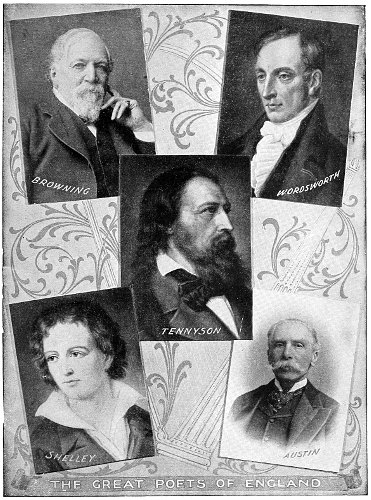 BROWNING
WORDSWORTH
TENNYSON
SHELLEY
AUSTIN
THE GREAT POETS OF ENGLAND